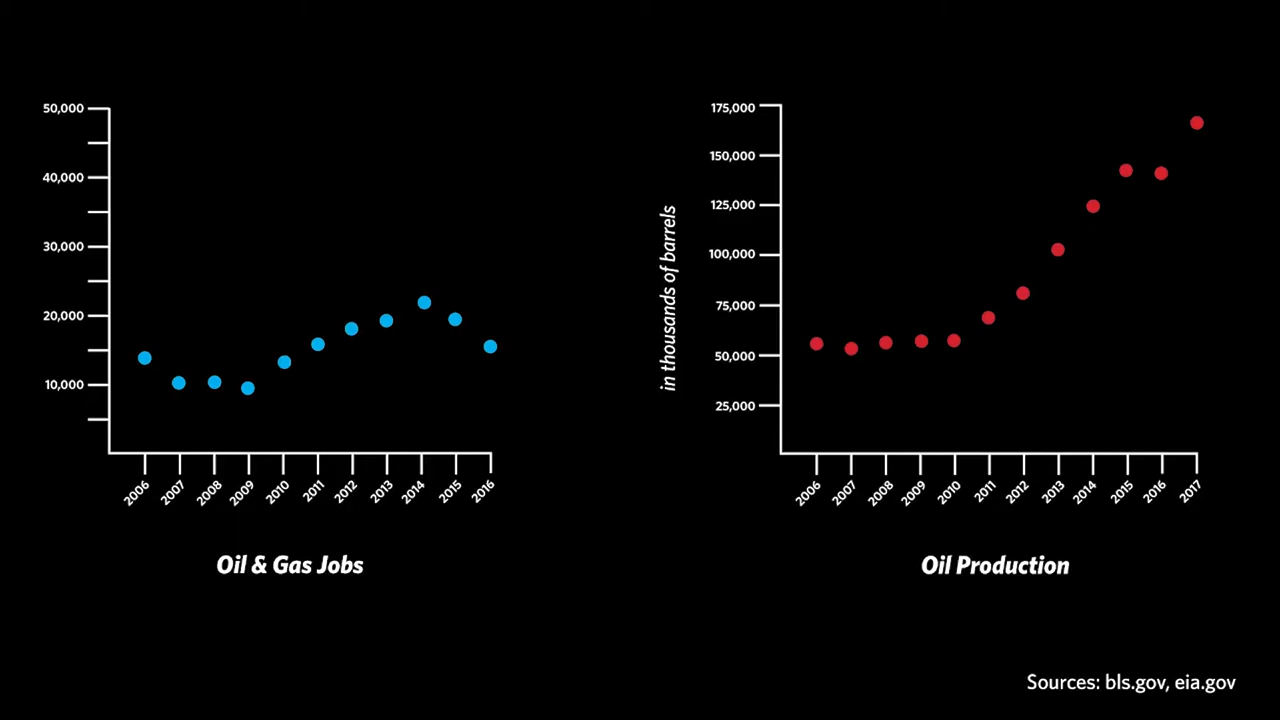 50,000
40,000
30,000
20,000
10,000
2006 2007 2008 2009 2010 2011 2012 2013 2014 2015 2016
Oil & Gas Jobs
in thousands of barrels
175,000
150,000
125,000
100,000
75,000
50,000
25,000
2006 2007 2008 2009 2010 2011 2012 2013 2014 2015 2016 2017
Oil Production
Sources: bls.gov, eia.gov